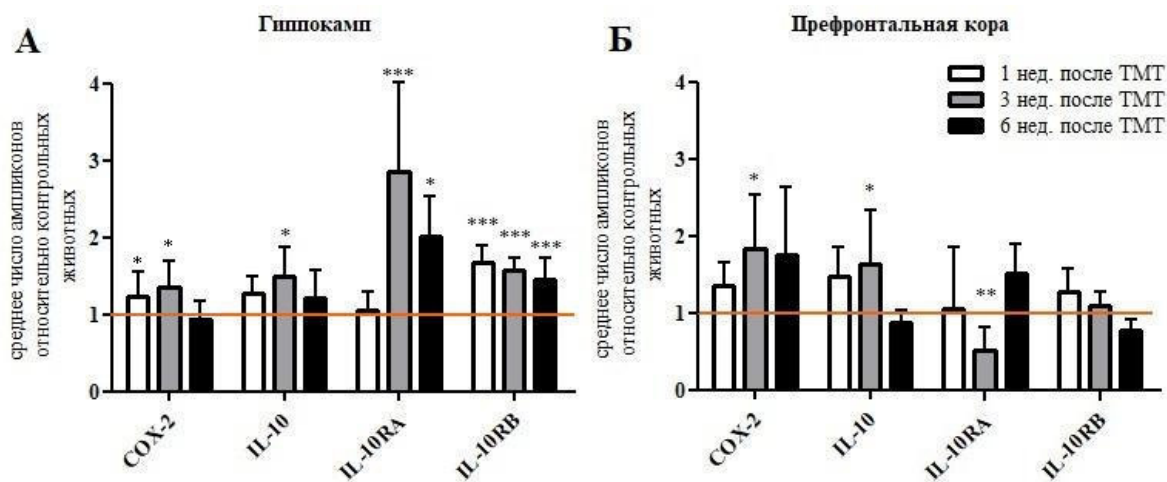 А
Гиппокамп
среднее число ампликонов
относительно контрольных
животных
4
3
2
1
0
* * * *** * *** *** ***
COX-2
IL-10
IL-10RA
IL-10RB
Б
Префронтальная кора
1 нед. после ТМТ
3 нед. после ТМТ
6 нед. после ТМТ
среднее число ампликонов
относительно контрольных
животных
4
3
2
1
0
* * **
COX-2
IL-10
IL-10RA
IL-10RB